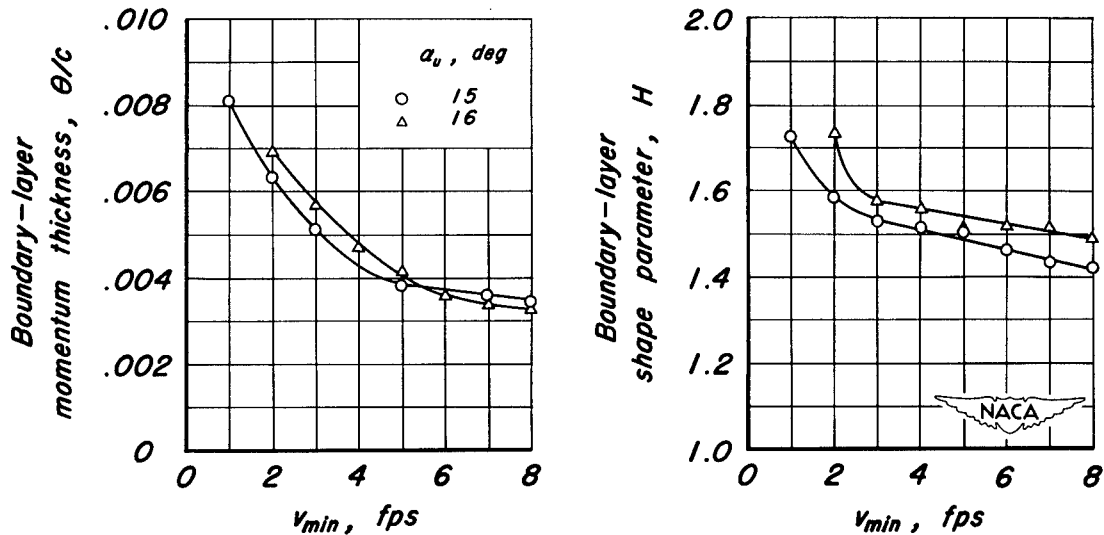 Boundary-layer
momentum thickness, θ/c
.010
.008
.006
.004
.002
0
0 2 4 6 8
v_min, fps
α_u, deg
○ 15
△ 16
Boundary-layer
shape parameter, H
2.0
1.8
1.6
1.4
1.2
1.0
0 2 4 6 8
v_min, fps
NACA